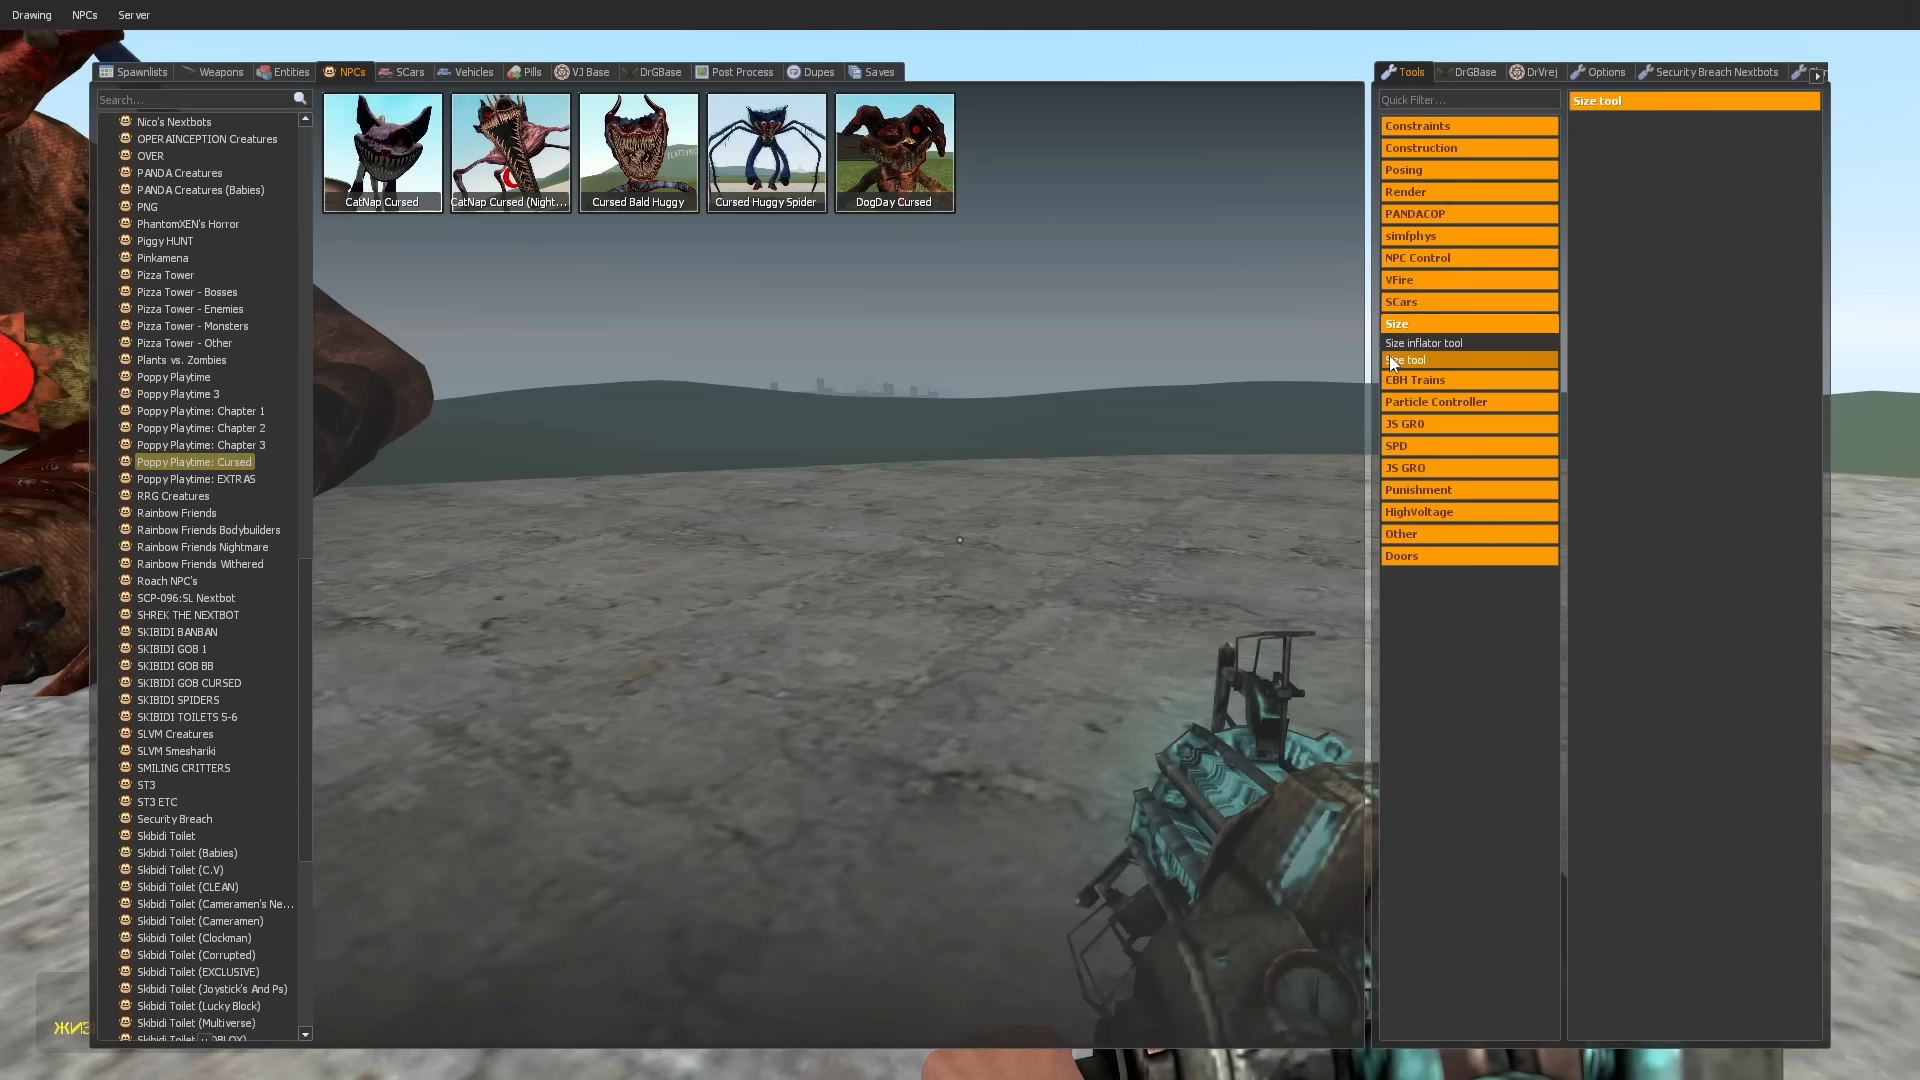 Drawing NPCs Server
Spawnlists Weapons Entities NPCs SCars Vehicles Pills VJ Base DrGBase Post Process Dupes Saves
Search...
Nico's Nextbots
OPERAINCEPTION Creatures
OVER
PANDA Creatures
PANDA Creatures (Babies)
PNG
PhantomXEN's Horror
Piggy HUNT
Pinkamena
Pizza Tower
Pizza Tower - Bosses
Pizza Tower - Enemies
Pizza Tower - Monsters
Pizza Tower - Other
Plants vs. Zombies
Poppy Playtime
Poppy Playtime 3
Poppy Playtime: Chapter 1
Poppy Playtime: Chapter 2
Poppy Playtime: Chapter 3
Poppy Playtime: Cursed
Poppy Playtime: EXTRAS
RRG Creatures
Rainbow Friends
Rainbow Friends Bodybuilders
Rainbow Friends Nightmare
Rainbow Friends Withered
Roach NPC's
SCP-096:SL Nextbot
SHREK THE NEXTBOT
SKIBIDI BANBAN
SKIBIDI GOB 1
SKIBIDI GOB BB
SKIBIDI GOB CURSED
SKIBIDI SPIDERS
SKIBIDI TOILETS 5-6
SLVM Creatures
SLVM Smeshariki
SMILING CRITTERS
ST3
ST3 ETC
Security Breach
Skibidi Toilet
Skibidi Toilet (Babies)
Skibidi Toilet (C.V)
Skibidi Toilet (CLEAN)
Skibidi Toilet (Cameramen's Ne...
Skibidi Toilet (Cameramen)
Skibidi Toilet (Clockman)
Skibidi Toilet (Corrupted)
Skibidi Toilet (EXCLUSIVE)
Skibidi Toilet (Joystick's And Ps)
Skibidi Toilet (Lucky Block)
Skibidi Toilet (Multiverse)
Skibidi Toilet
CatNap Cursed
CatNap Cursed (Night...
Cursed Bald Huggy
Cursed Huggy Spider
DogDay Cursed
Tools DrGBase DrVrej Options Security Breach Nextbots
Quick Filter...
Constraints
Construction
Posing
Render
PANDACOP
simfphys
NPC Control
VFire
SCars
Size
Size inflator tool
tool
CBH Trains
Particle Controller
JS GRO
SPD
JS GRO
Punishment
HighVoltage
Other
Doors
Size tool